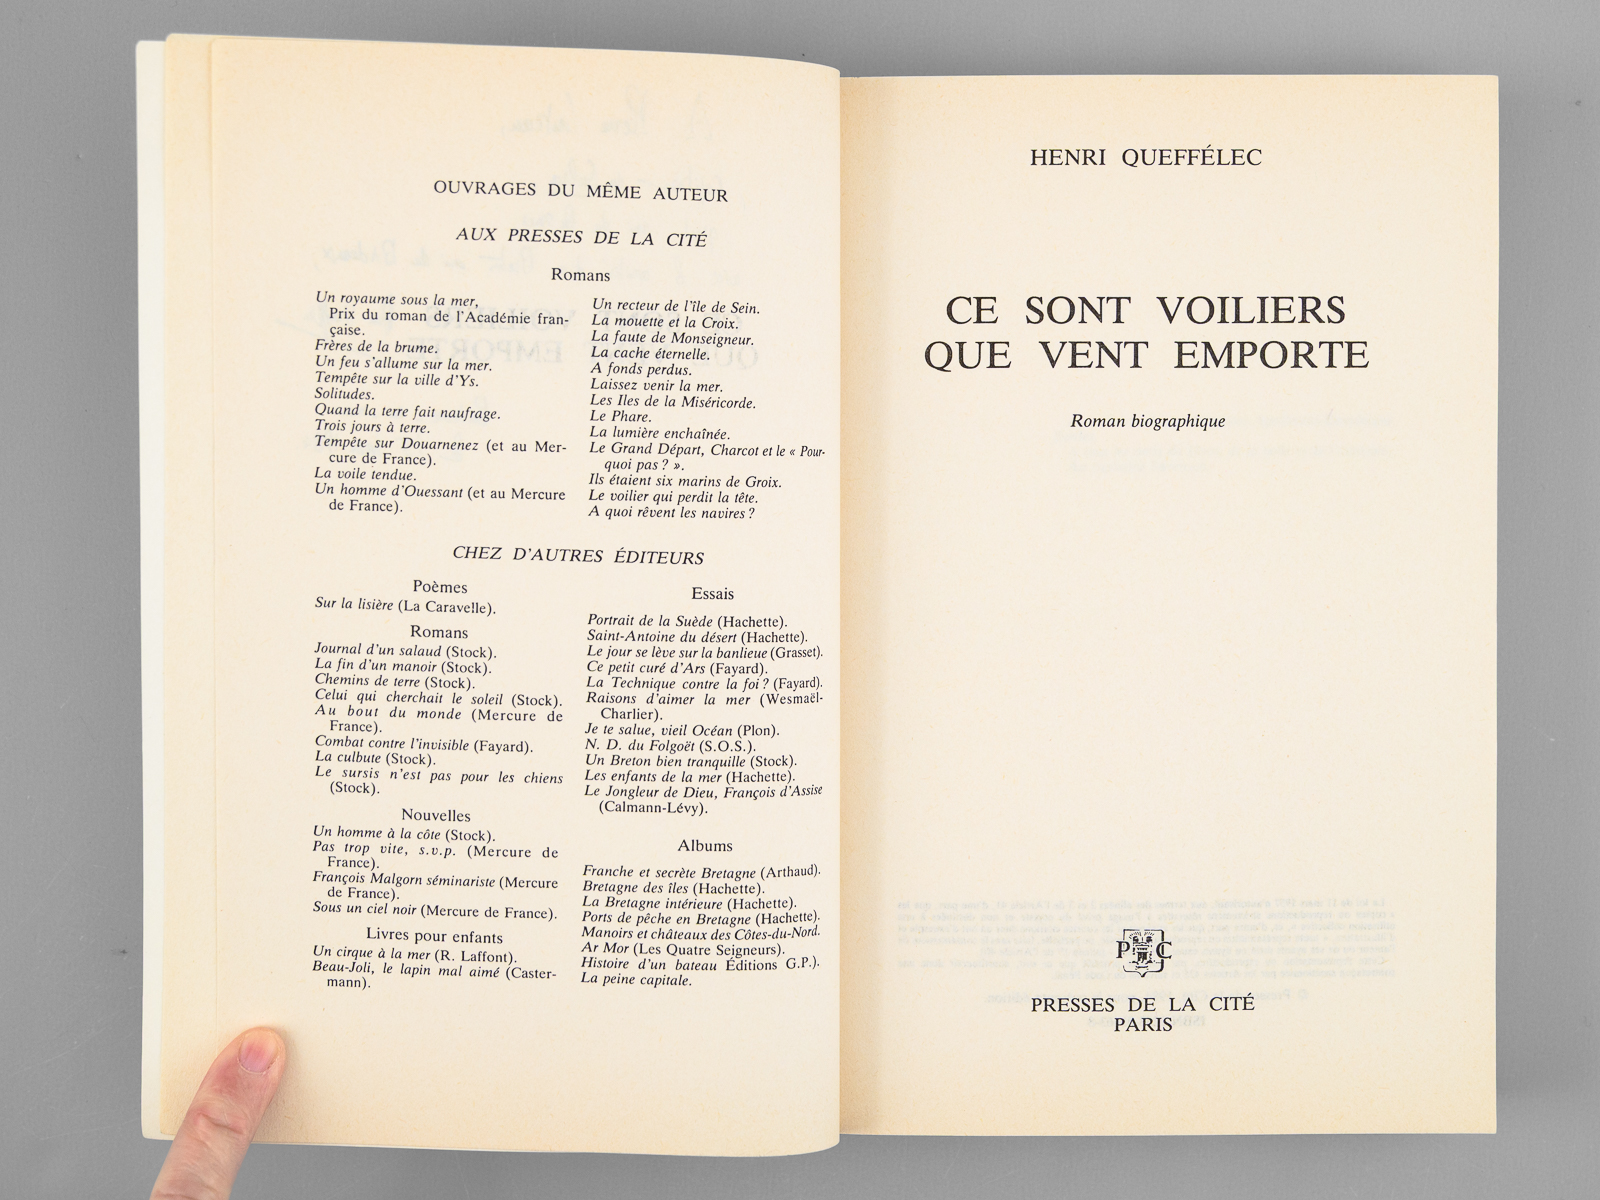 OUVRAGES DU MÊME AUTEUR
AUX PRESSES DE LA CITÉ
Romans
Un royaume sous la mer,
Prix du roman de l'Académie fran-
çaise.
Frères de la brume.
Un feu s'allume sur la mer.
Tempête sur la ville d'Ys.
Solitudes.
Quand la terre fait naufrage.
Trois jours à terre.
Tempête sur Douarnenez (et au Mer-
cure de France).
La voile tendue.
Un homme d'Ouessant (et au Mercure
de France).
Un recteur de l'île de Sein.
La mouette et la Croix.
La faute de Monseigneur.
La cache éternelle.
A fonds perdus.
Laissez venir la mer.
Les Iles de la Miséricorde.
Le Phare.
La lumière enchaînée.
Le Grand Départ, Charcot et le « Pour-
quoi pas ? ».
Ils étaient six marins de Groix.
Le voilier qui perdit la tête.
A quoi rêvent les navires ?
CHEZ D'AUTRES ÉDITEURS
Poèmes
Sur la lisière (La Caravelle).
Romans
Journal d'un salaud (Stock).
La fin d'un manoir (Stock).
Chemins de terre (Stock).
Celui qui cherchait le soleil (Stock).
Au bout du monde (Mercure de
France).
Combat contre l'invisible (Fayard).
La culbute (Stock).
Le sursis n'est pas pour les chiens
(Stock).
Nouvelles
Un homme à la côte (Stock).
Pas trop vite, s.v.p. (Mercure de
France).
François Malgorn séminariste (Mercure
de France).
Sous un ciel noir (Mercure de France).
Livres pour enfants
Un cirque à la mer (R. Laffont).
Beau-Joli, le lapin mal aimé (Caster-
mann).
Essais
Portrait de la Suède (Hachette).
Saint-Antoine du désert (Hachette).
Le jour se lève sur la banlieue (Grasset).
Ce petit curé d'Ars (Fayard).
La Technique contre la foi ? (Fayard).
Raisons d'aimer la mer (Wesmaël-
Charlier).
Je te salue, vieil Océan (Plon).
N. D. du Folgoët (S.O.S.).
Un Breton bien tranquille (Stock).
Les enfants de la mer (Hachette).
Le Jongleur de Dieu, François d'Assise
(Calmann-Lévy).
Albums
Franche et secrète Bretagne (Arthaud).
Bretagne des îles (Hachette).
La Bretagne intérieure (Hachette).
Ports de pêche en Bretagne (Hachette).
Manoirs et châteaux des Côtes-du-Nord.
Ar Mor (Les Quatre Seigneurs).
Histoire d'un bateau Éditions G.P.).
La peine capitale.
HENRI QUEFFÉLEC
CE SONT VOILIERS
QUE VENT EMPORTE
Roman biographique
P C
PRESSES DE LA CITÉ
PARIS